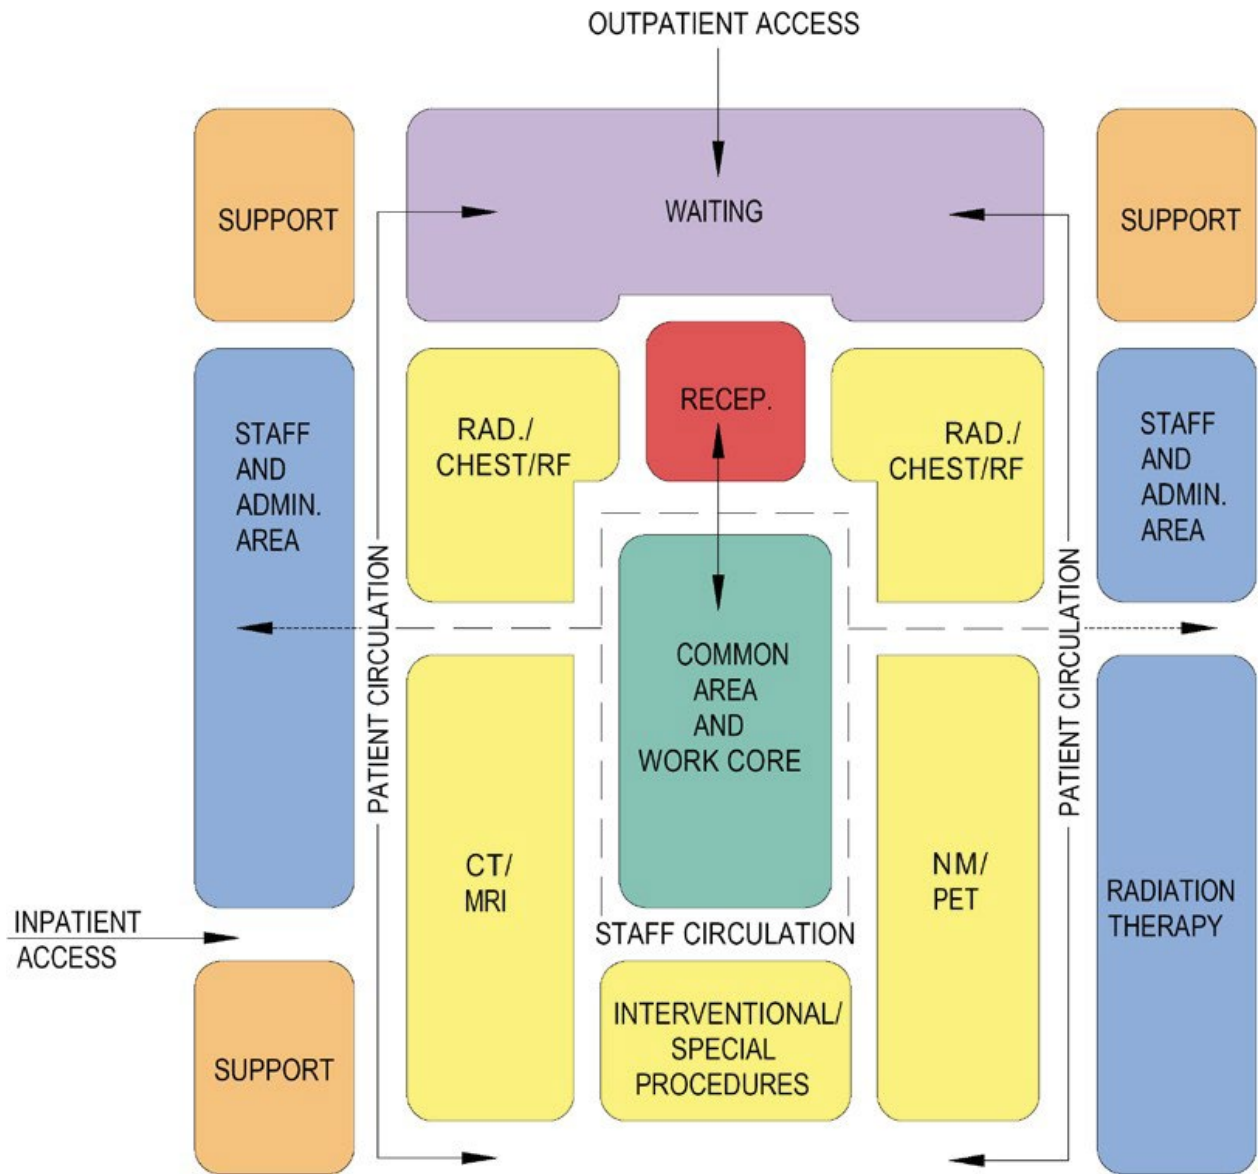 OUTPATIENT ACCESS
SUPPORT
WAITING
SUPPORT
STAFF
AND
ADMIN.
AREA
RAD./
CHEST/RF
RECEP.
RAD./
CHEST/RF
STAFF
AND
ADMIN.
AREA
PATIENT CIRCULATION
COMMON
AREA
AND
WORK CORE
PATIENT CIRCULATION
CT/
MRI
NM/
PET
RADIATION
THERAPY
INPATIENT
ACCESS
STAFF CIRCULATION
SUPPORT
INTERVENTIONAL/
SPECIAL
PROCEDURES